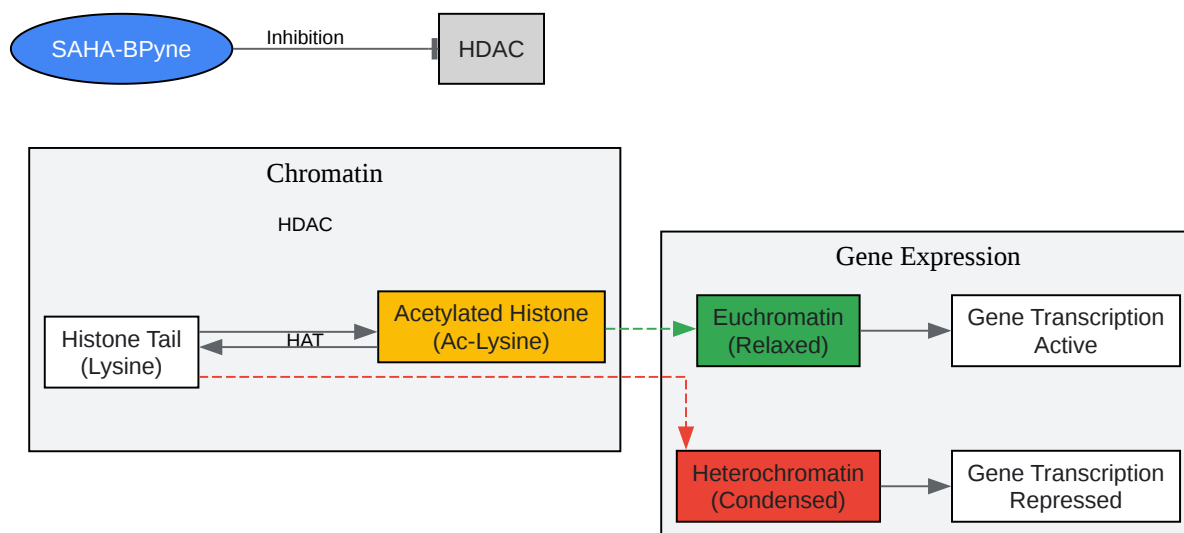 SAHA-BPyne
Inhibition
HDAC
Chromatin
HDAC
Histone Tail
(Lysine)
HAT
Acetylated Histone
(Ac-Lysine)
Gene Expression
Euchromatin
(Relaxed)
Gene Transcription
Active
Heterochromatin
(Condensed)
Gene Transcription
Repressed